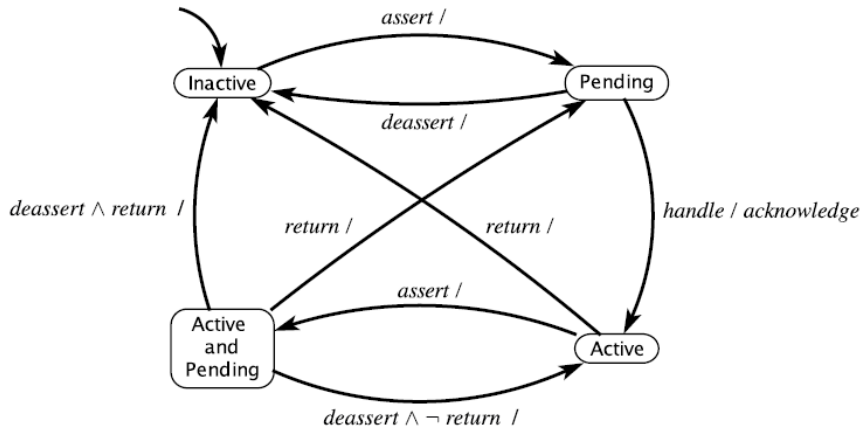 assert /
Inactive
Pending
deassert /
deassert ∧ return /
return /
return /
handle / acknowledge
assert /
Active
and
Pending
Active
deassert ∧ ¬ return /